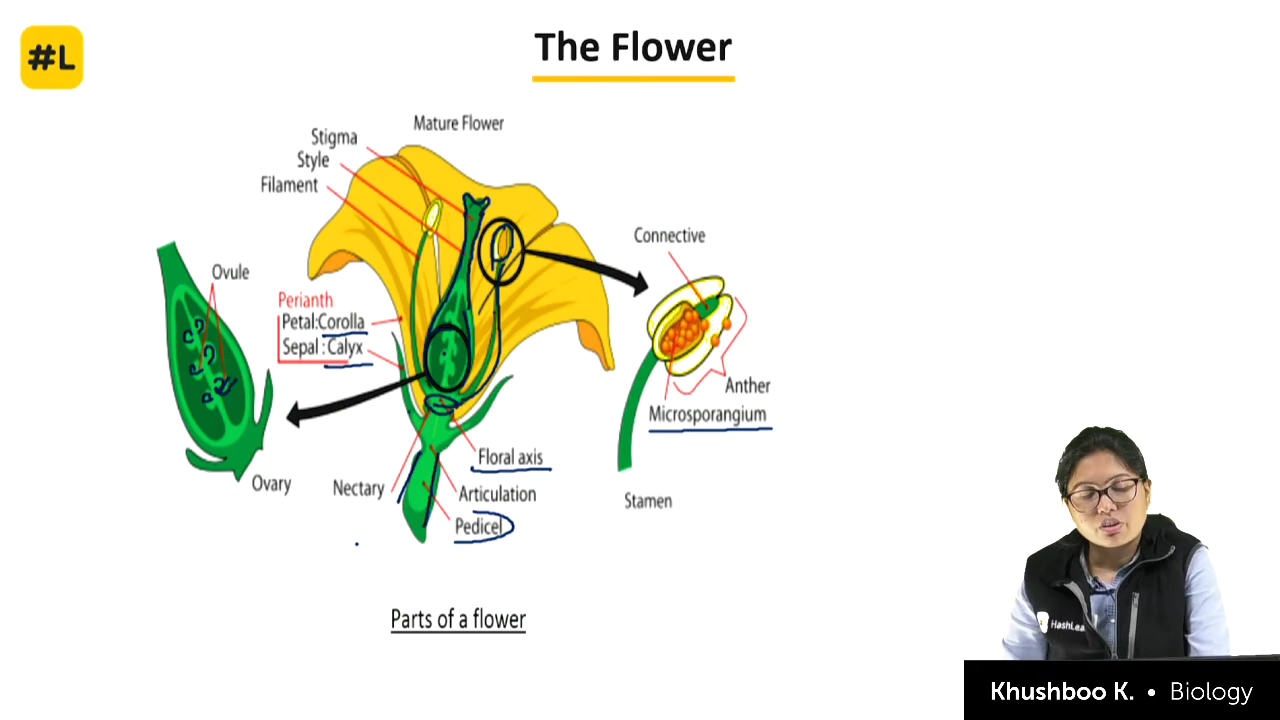 #L
The Flower
Mature Flower
Stigma
Style
Filament
Connective
Ovule
Perianth
Petal:Corolla
Sepal : Calyx
Anther
Microsporangium
Floral axis
Ovary
Nectary
Articulation
Stamen
Pedicel
Parts of a flower
Khushboo K. • Biology